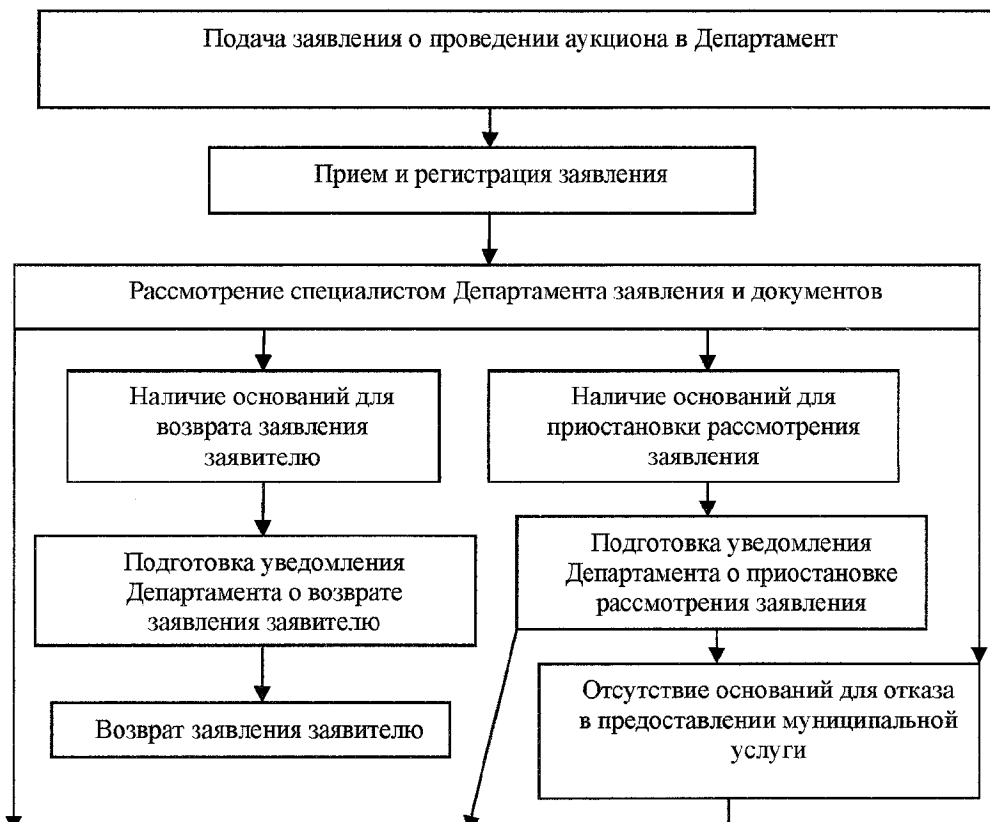 Подача заявления о проведении аукциона в Департамент
Прием и регистрация заявления
Рассмотрение специалистом Департамента заявления и документов
Наличие оснований для
возврата заявления
заявителю
Наличие оснований для
приостановки рассмотрения
заявления
Подготовка уведомления
Департамента о возврате
заявления заявителю
Подготовка уведомления
Департамента о приостановке
рассмотрения заявления
Возврат заявления заявителю
Отсутствие оснований для отказа
в предоставлении муниципальной
услуги